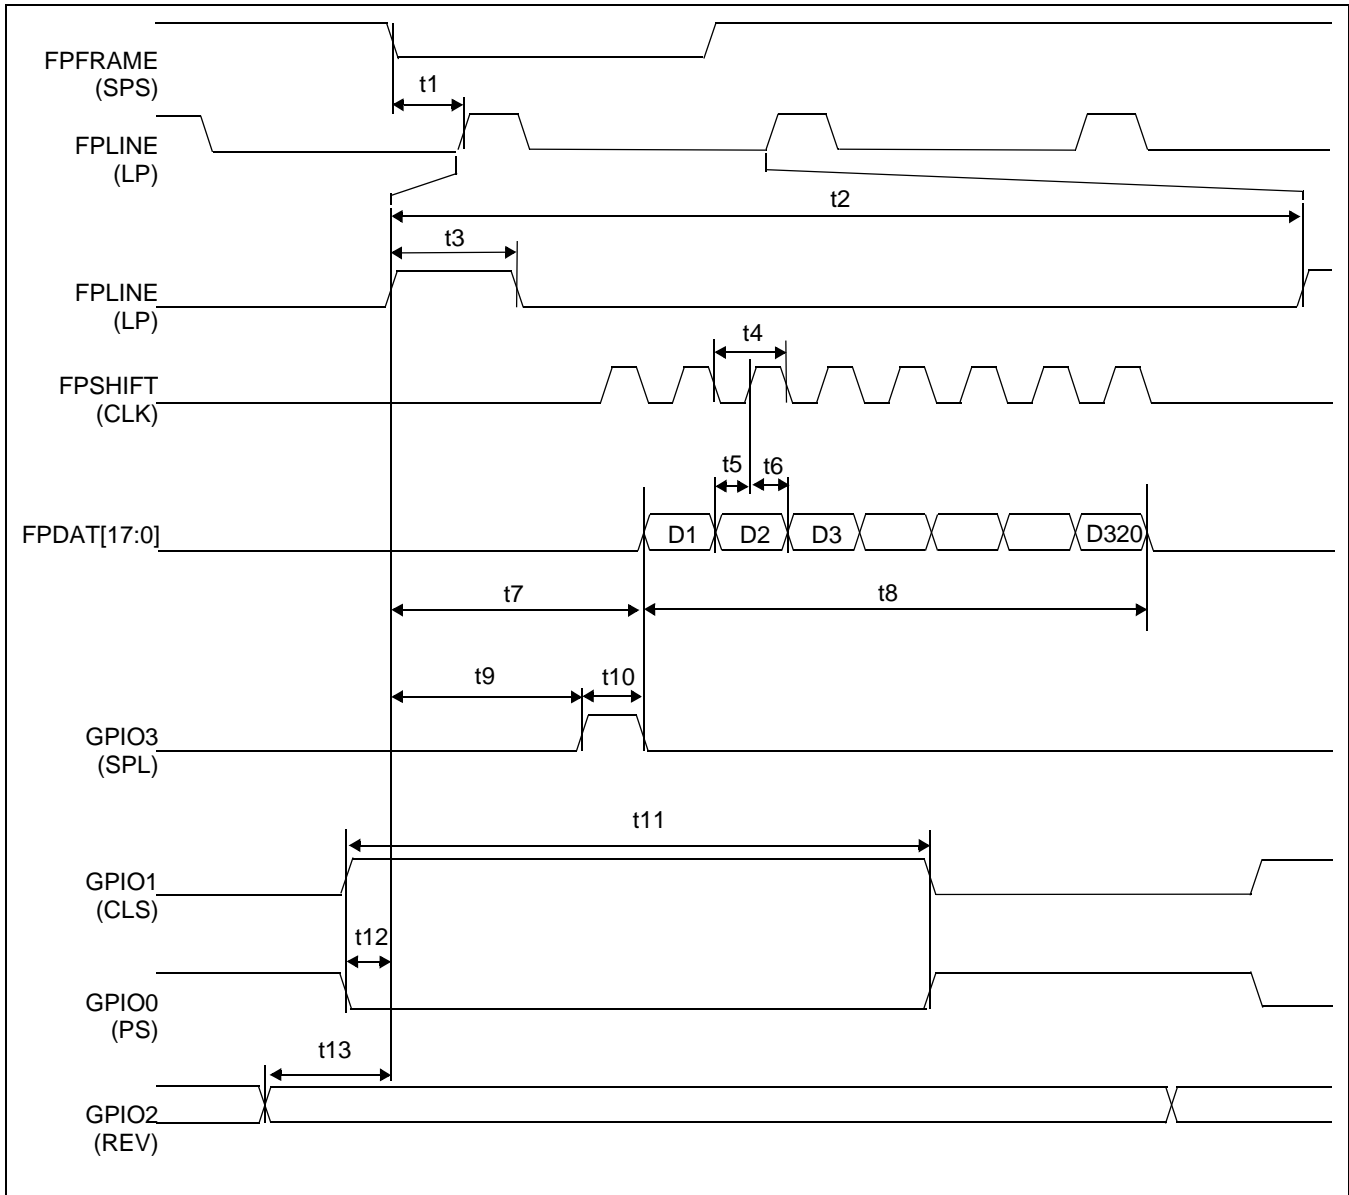 FPFRAME
(SPS)
t1
FPLINE
(LP)
t2
t3
FPLINE
(LP)
t4
FPSHIFT
(CLK)
t5
t6
FPDAT[17:0]
D1
D2
D3
D320
t7
t8
t9
t10
GPIO3
(SPL)
t11
GPIO1
(CLS)
t12
GPIO0
(PS)
t13
GPIO2
(REV)